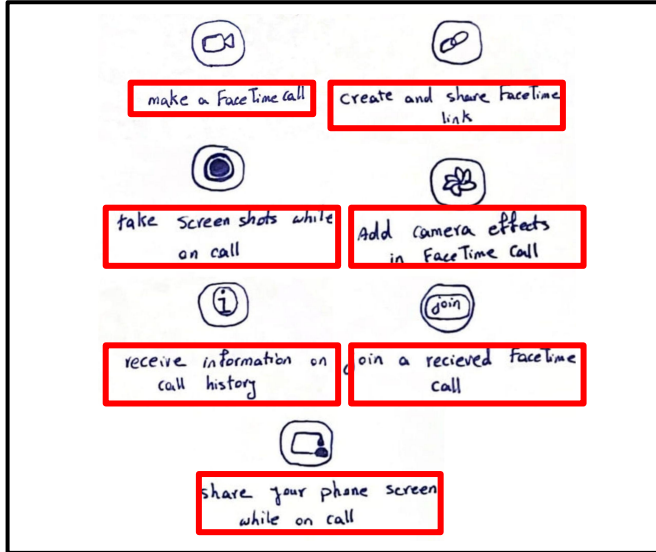 make a FaceTime call
create and share FaceTime
link
take screen shots while
on call
Add camera effects
in FaceTime call
i
join
receive information on
call history
join a recieved FaceTime
call
share your phone screen
while on call